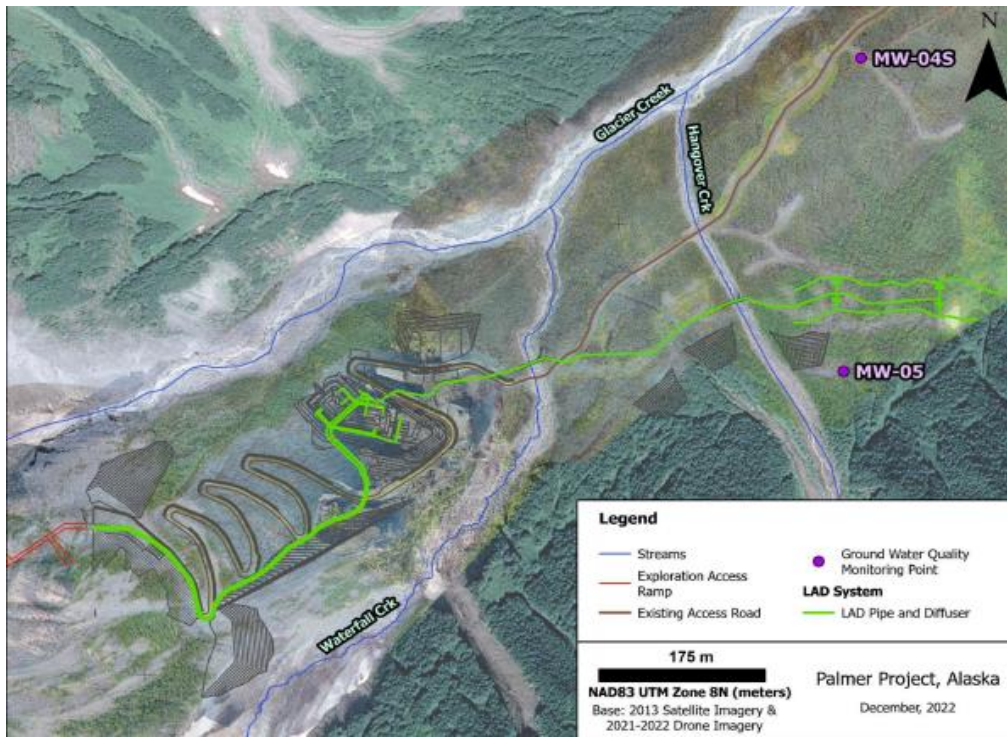 N
MW-04S
Glacier Creek
Hangover Crk
MW-05
Waterfall Crk
Legend
Streams
Exploration Access
Ramp
Existing Access Road
Ground Water Quality
Monitoring Point
LAD System
LAD Pipe and Diffuser
175 m
NAD83 UTM Zone 8N (meters)
Base: 2013 Satellite Imagery &
2021-2022 Drone Imagery
Palmer Project, Alaska
December, 2022